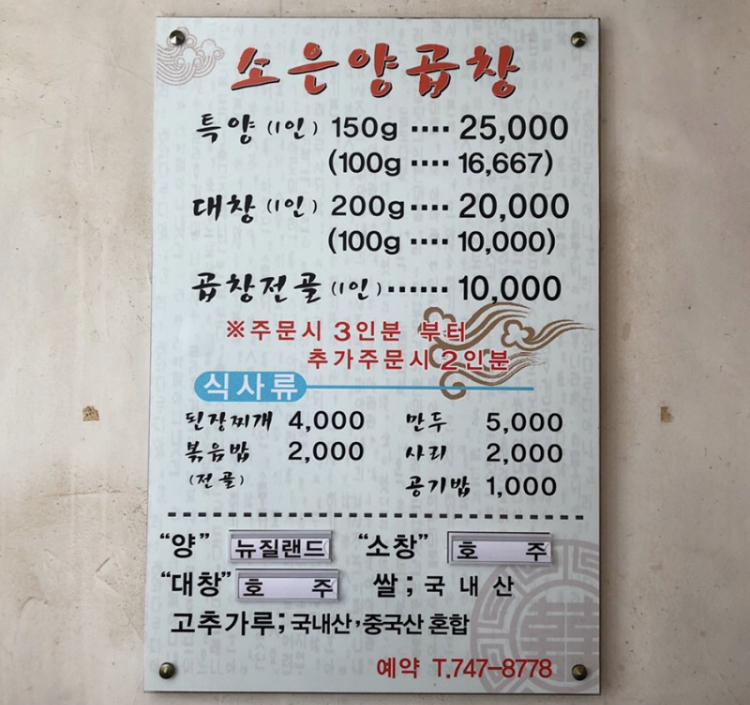 소은양곱창
특양 (1인) 150g ···· 25,000
(100g ···· 16,667)
대창 (1인) 200g ···· 20,000
(100g ···· 10,000)
곱창전골 (1인) ······ 10,000
※주문시 3인분 부터
추가주문시 2인분
식사류
된장찌개 4,000 만두 5,000
볶음밥 2,000 사리 2,000
(전골) 공기밥 1,000
"양" 뉴질랜드 "소창" 호 주
"대창" 호 주 쌀 ; 국 내 산
고추가루; 국내산, 중국산 혼합
예약 T.747-8778